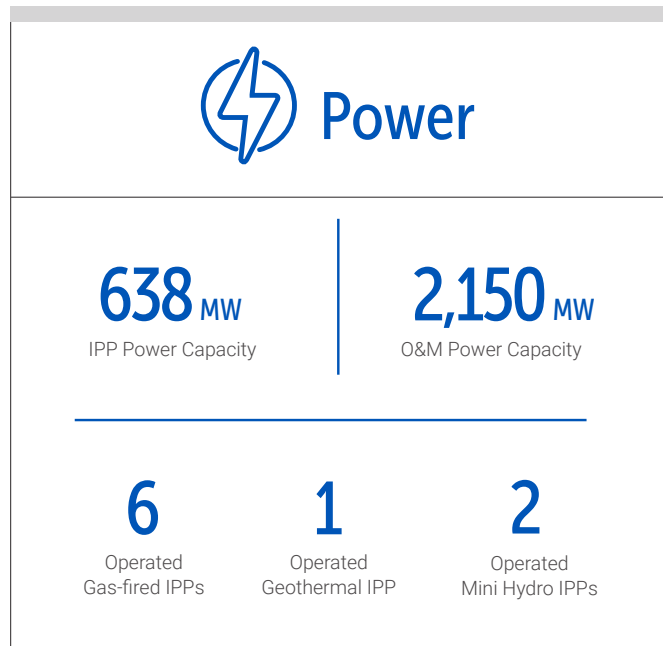 Power
638 MW
IPP Power Capacity
2,150 MW
O&M Power Capacity
6
Operated
Gas-fired IPPs
1
Operated
Geothermal IPP
2
Operated
Mini Hydro IPPs